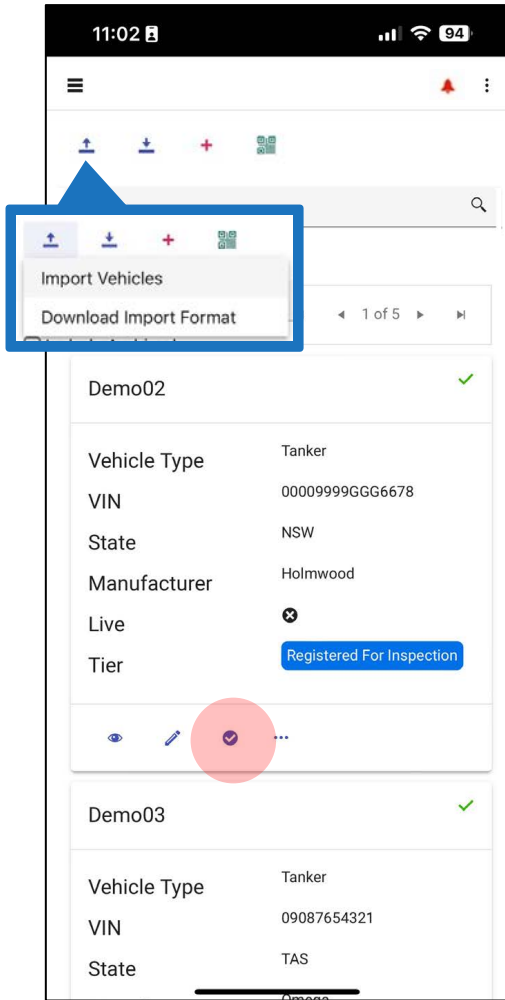 11:02
94
Import Vehicles
Download Import Format
1 of 5
Demo02
Vehicle Type Tanker
VIN 00009999GGG6678
State NSW
Manufacturer Holmwood
Live
Tier Registered For Inspection
Demo03
Vehicle Type Tanker
VIN 09087654321
State TAS